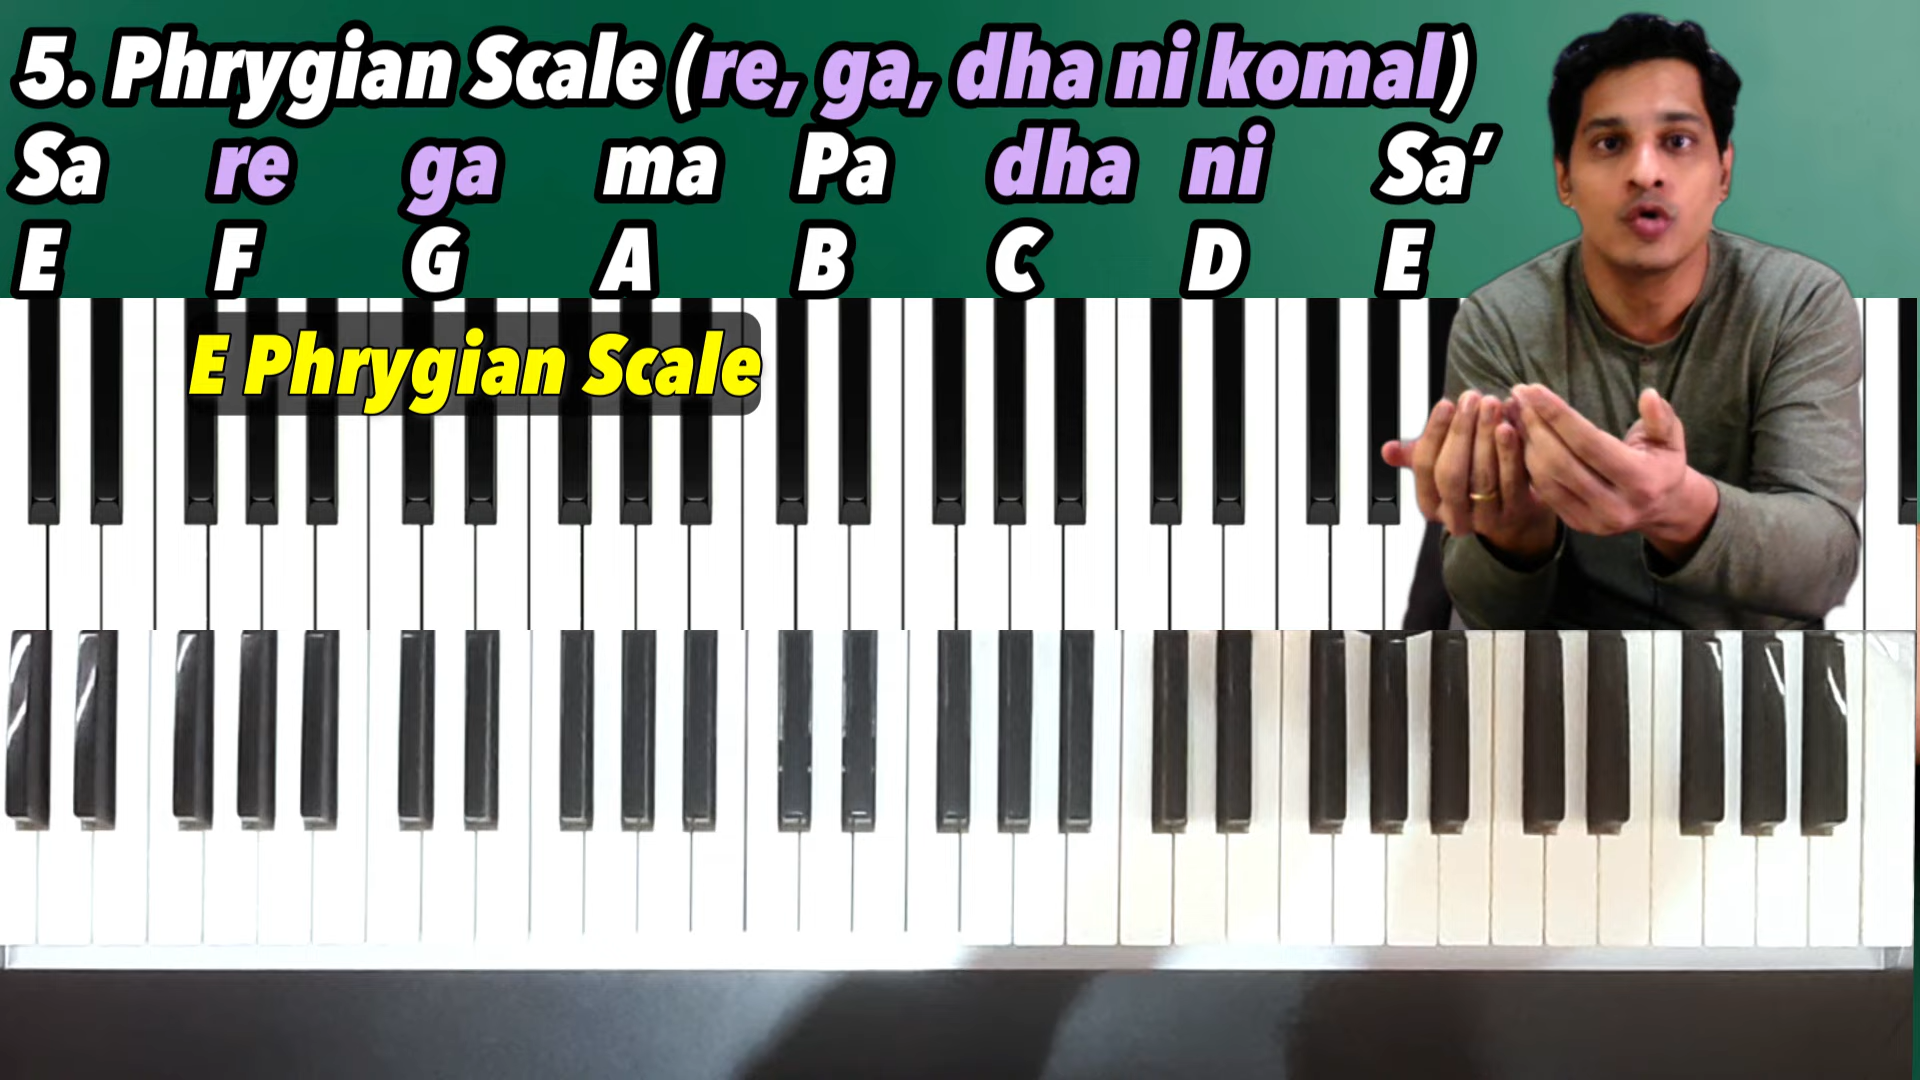 5. Phrygian Scale (re, ga, dha ni komal)
Sa re ga ma Pa dha ni Sa’
E F G A B C D E
E Phrygian Scale